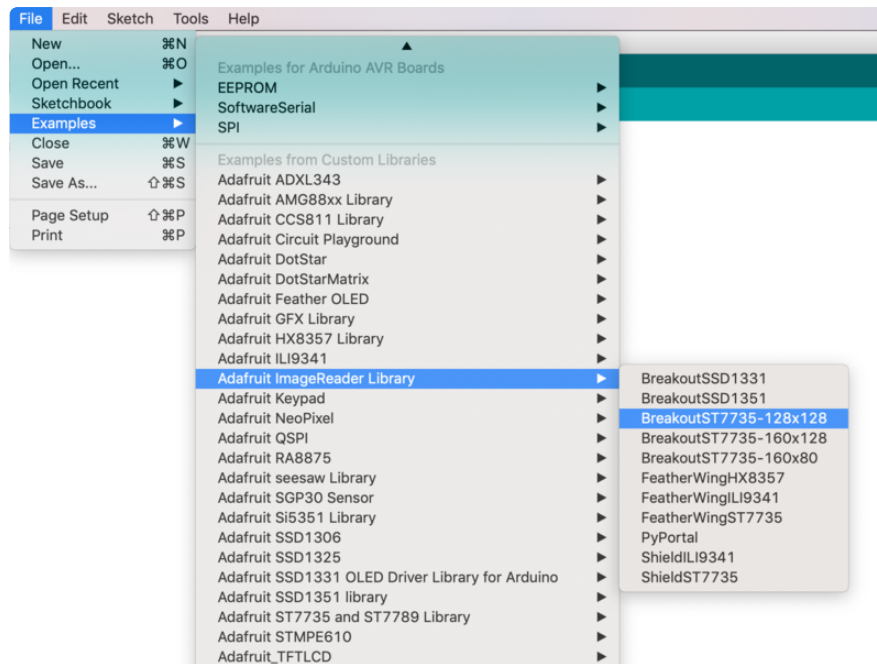 File Edit Sketch Tools Help
New ⌘N
Open... ⌘O
Open Recent ▶
Sketchbook ▶
Examples ▶
Close ⌘W
Save ⌘S
Save As... ⇧⌘S
Page Setup ⇧⌘P
Print ⌘P
▲
Examples for Arduino AVR Boards
EEPROM ▶
SoftwareSerial ▶
SPI ▶
Examples from Custom Libraries
Adafruit ADXL343 ▶
Adafruit AMG88xx Library ▶
Adafruit CCS811 Library ▶
Adafruit Circuit Playground ▶
Adafruit DotStar ▶
Adafruit DotStarMatrix ▶
Adafruit Feather OLED ▶
Adafruit GFX Library ▶
Adafruit HX8357 Library ▶
Adafruit ILI9341 ▶
Adafruit ImageReader Library ▶
Adafruit Keypad ▶
Adafruit NeoPixel ▶
Adafruit QSPI ▶
Adafruit RA8875 ▶
Adafruit seesaw Library ▶
Adafruit SGP30 Sensor ▶
Adafruit Si5351 Library ▶
Adafruit SSD1306 ▶
Adafruit SSD1325 ▶
Adafruit SSD1331 OLED Driver Library for Arduino ▶
Adafruit SSD1351 library ▶
Adafruit ST7735 and ST7789 Library ▶
Adafruit STMPE610 ▶
Adafruit_TFTLCD ▶
BreakoutSSD1331
BreakoutSSD1351
BreakoutST7735-128x128
BreakoutST7735-160x128
BreakoutST7735-160x80
FeatherWingHX8357
FeatherWingILI9341
FeatherWingST7735
PyPortal
ShieldILI9341
ShieldST7735